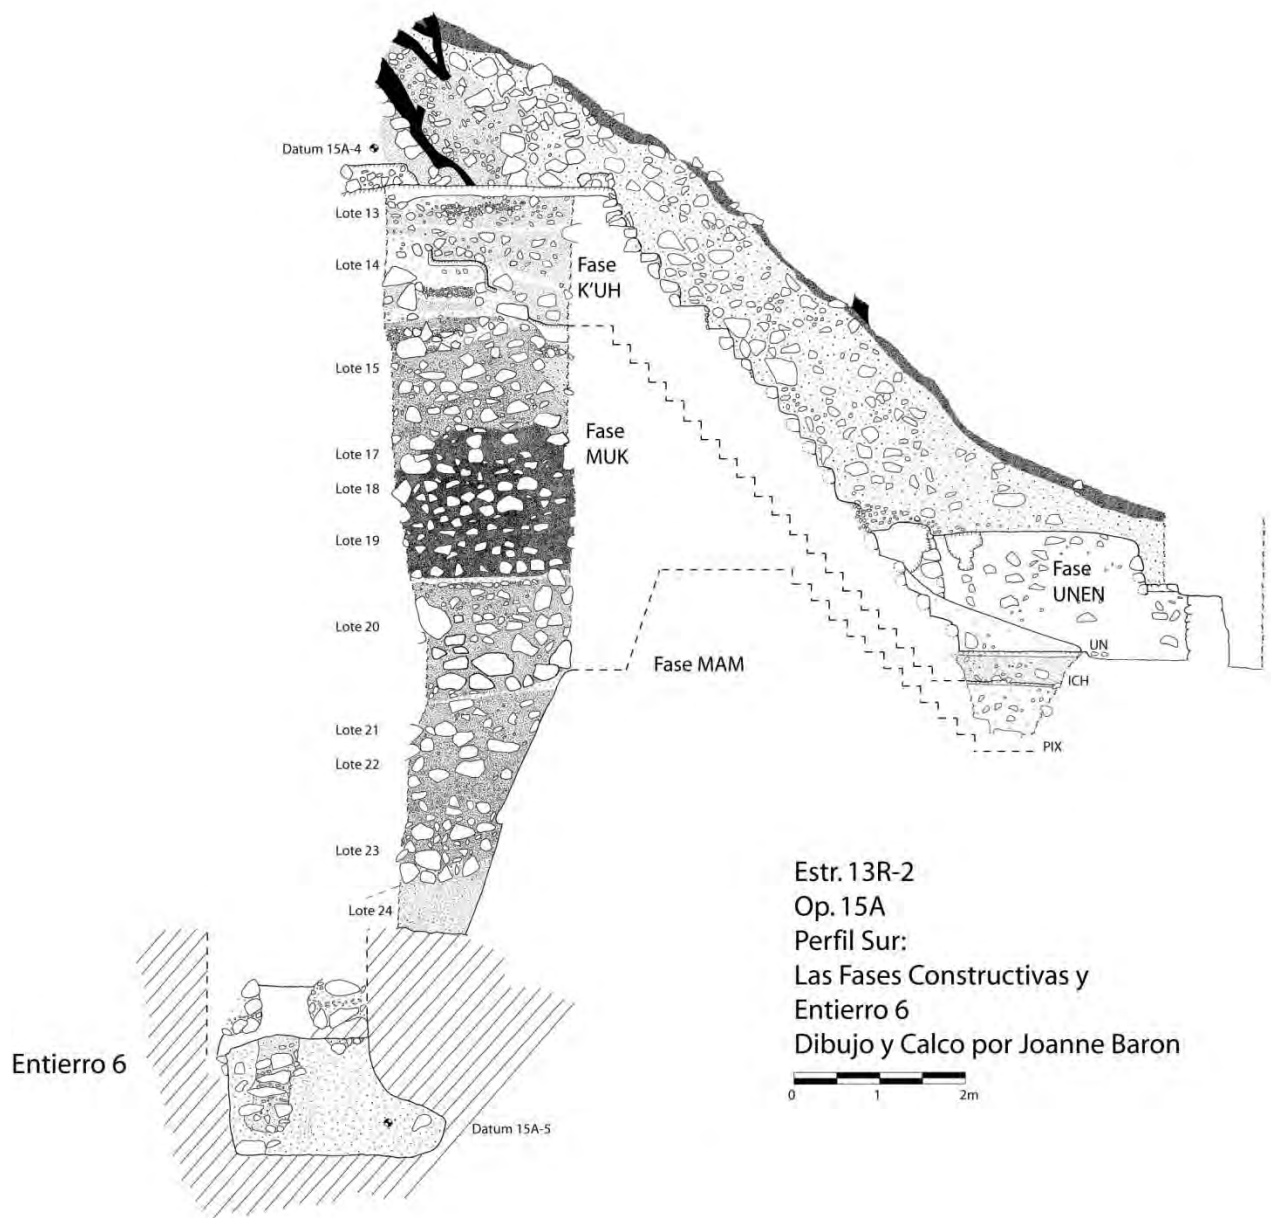 Datum 15A-4
Lote 13
Lote 14
Fase
K'UH
Lote 15
Fase
MUK
Lote 17
Lote 18
Lote 19
Fase
UNEN
Lote 20
UN
Fase MAM
ICH
Lote 21
PIX
Lote 22
Lote 23
Lote 24
Estr. 13R-2
Op. 15A
Perfil Sur:
Las Fases Constructivas y
Entierro 6
Dibujo y Calco por Joanne Baron
0 1 2m
Entierro 6
Datum 15A-5